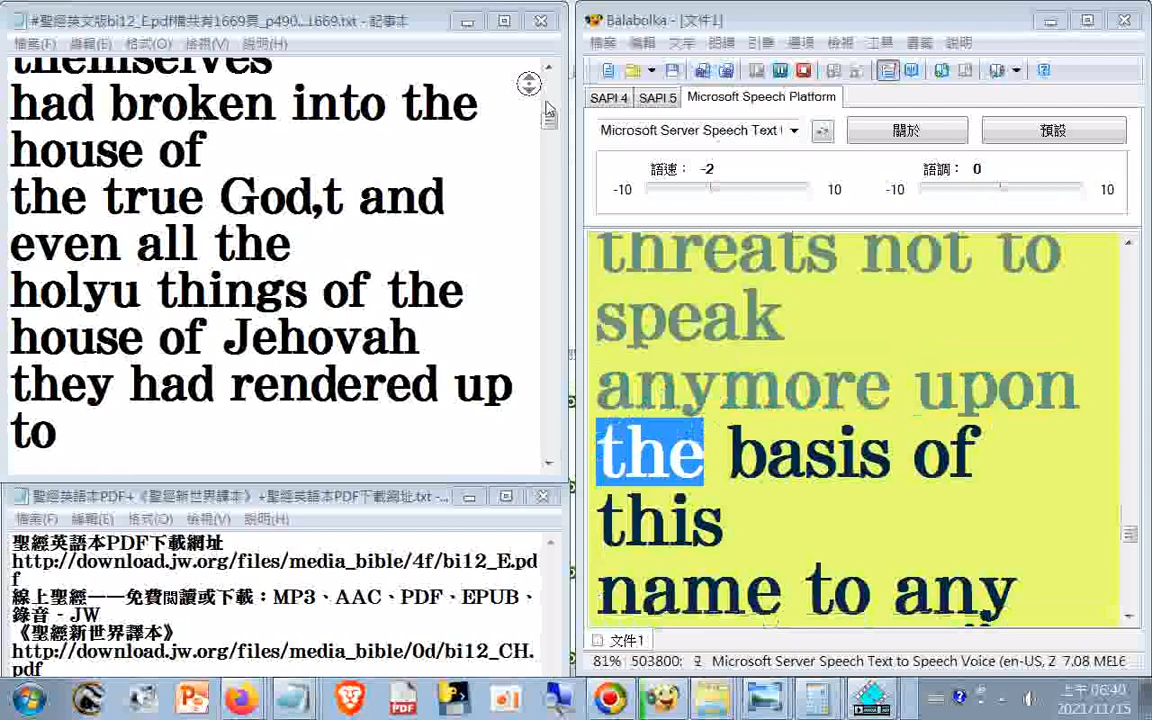 #聖經英文版bi12_E.pdf檔共有1669頁_p490...1669.txt - 記事本
檔案(F) 編輯(E) 格式(O) 檢視(V) 說明(H)
themselves
had broken into the
house of
the true God,t and
even all the
holyu things of the
house of Jehovah
they had rendered up
to
聖經英語本PDF+《聖經新世界譯本》+聖經英語本PDF下載網址.txt -...
檔案(F) 編輯(E) 格式(O) 檢視(V) 說明(H)
聖經英語本PDF下載網址
http://download.jw.org/files/media_bible/4f/bi12_E.pd
f
線上聖經——免費閱讀或下載：MP3、AAC、PDF、EPUB、
錄音 - JW
《聖經新世界譯本》
http://download.jw.org/files/media_bible/0d/bi12_CH.
pdf
Balabolka - [文件1]
檔案 編輯 文字 朗讀 引擎 選項 檢視 工具 書籤 說明
SAPI 4 SAPI 5 Microsoft Speech Platform
Microsoft Server Speech Text 關於 預設
語速： -2 語調： 0
-10 10 -10 10
threats not to
speak
anymore upon
the basis of
this
name to any
文件1
81% 503800: Microsoft Server Speech Text to Speech Voice (en-US, Z 7.08 МБ
上午 06:40
2021/11/15